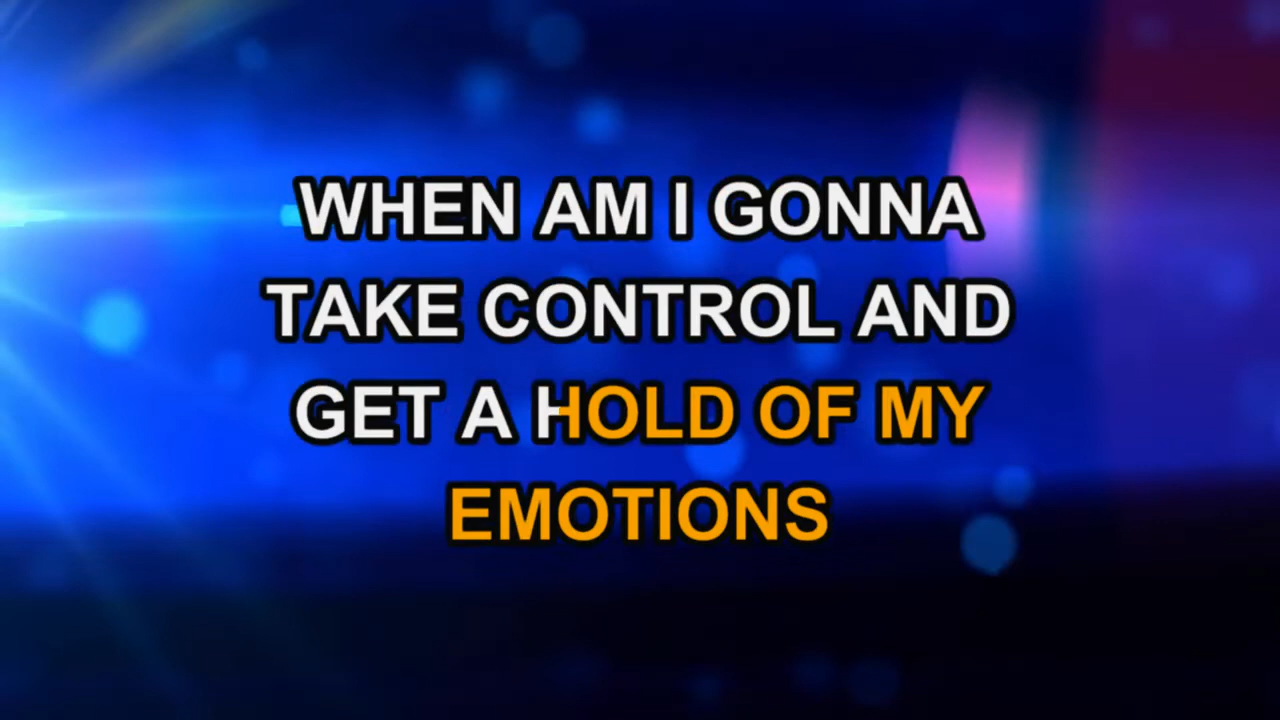 WHEN AM I GONNA
TAKE CONTROL AND
GET A HOLD OF MY
EMOTIONS